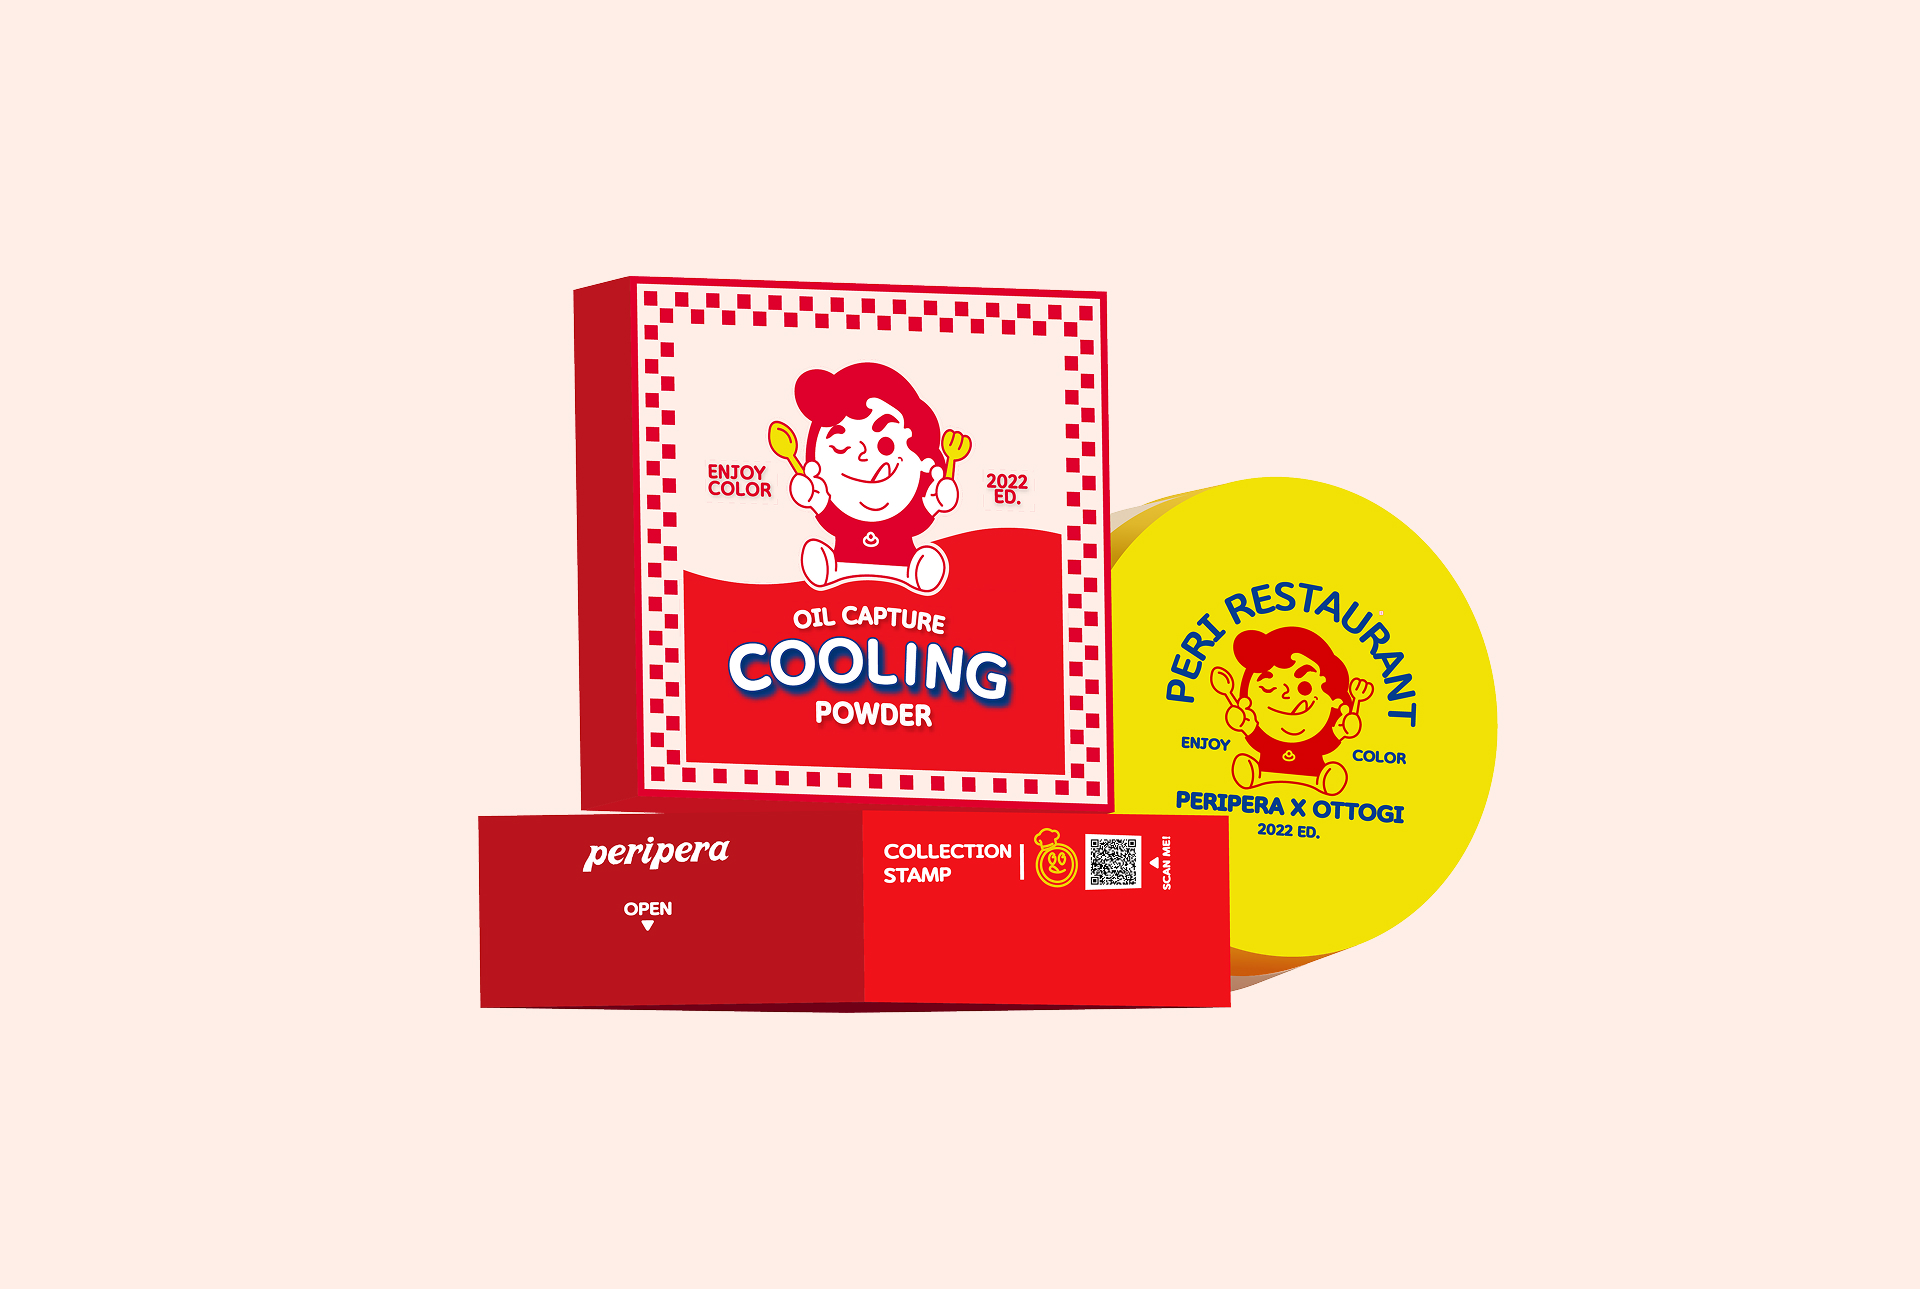 ENJOY
COLOR
2022
ED.
OIL CAPTURE
COOLING
POWDER
peripera
OPEN
COLLECTION
STAMP
SCAN ME!
PERI RESTAURANT
ENJOY
COLOR
PERIPERA X OTTOGI
2022 ED.